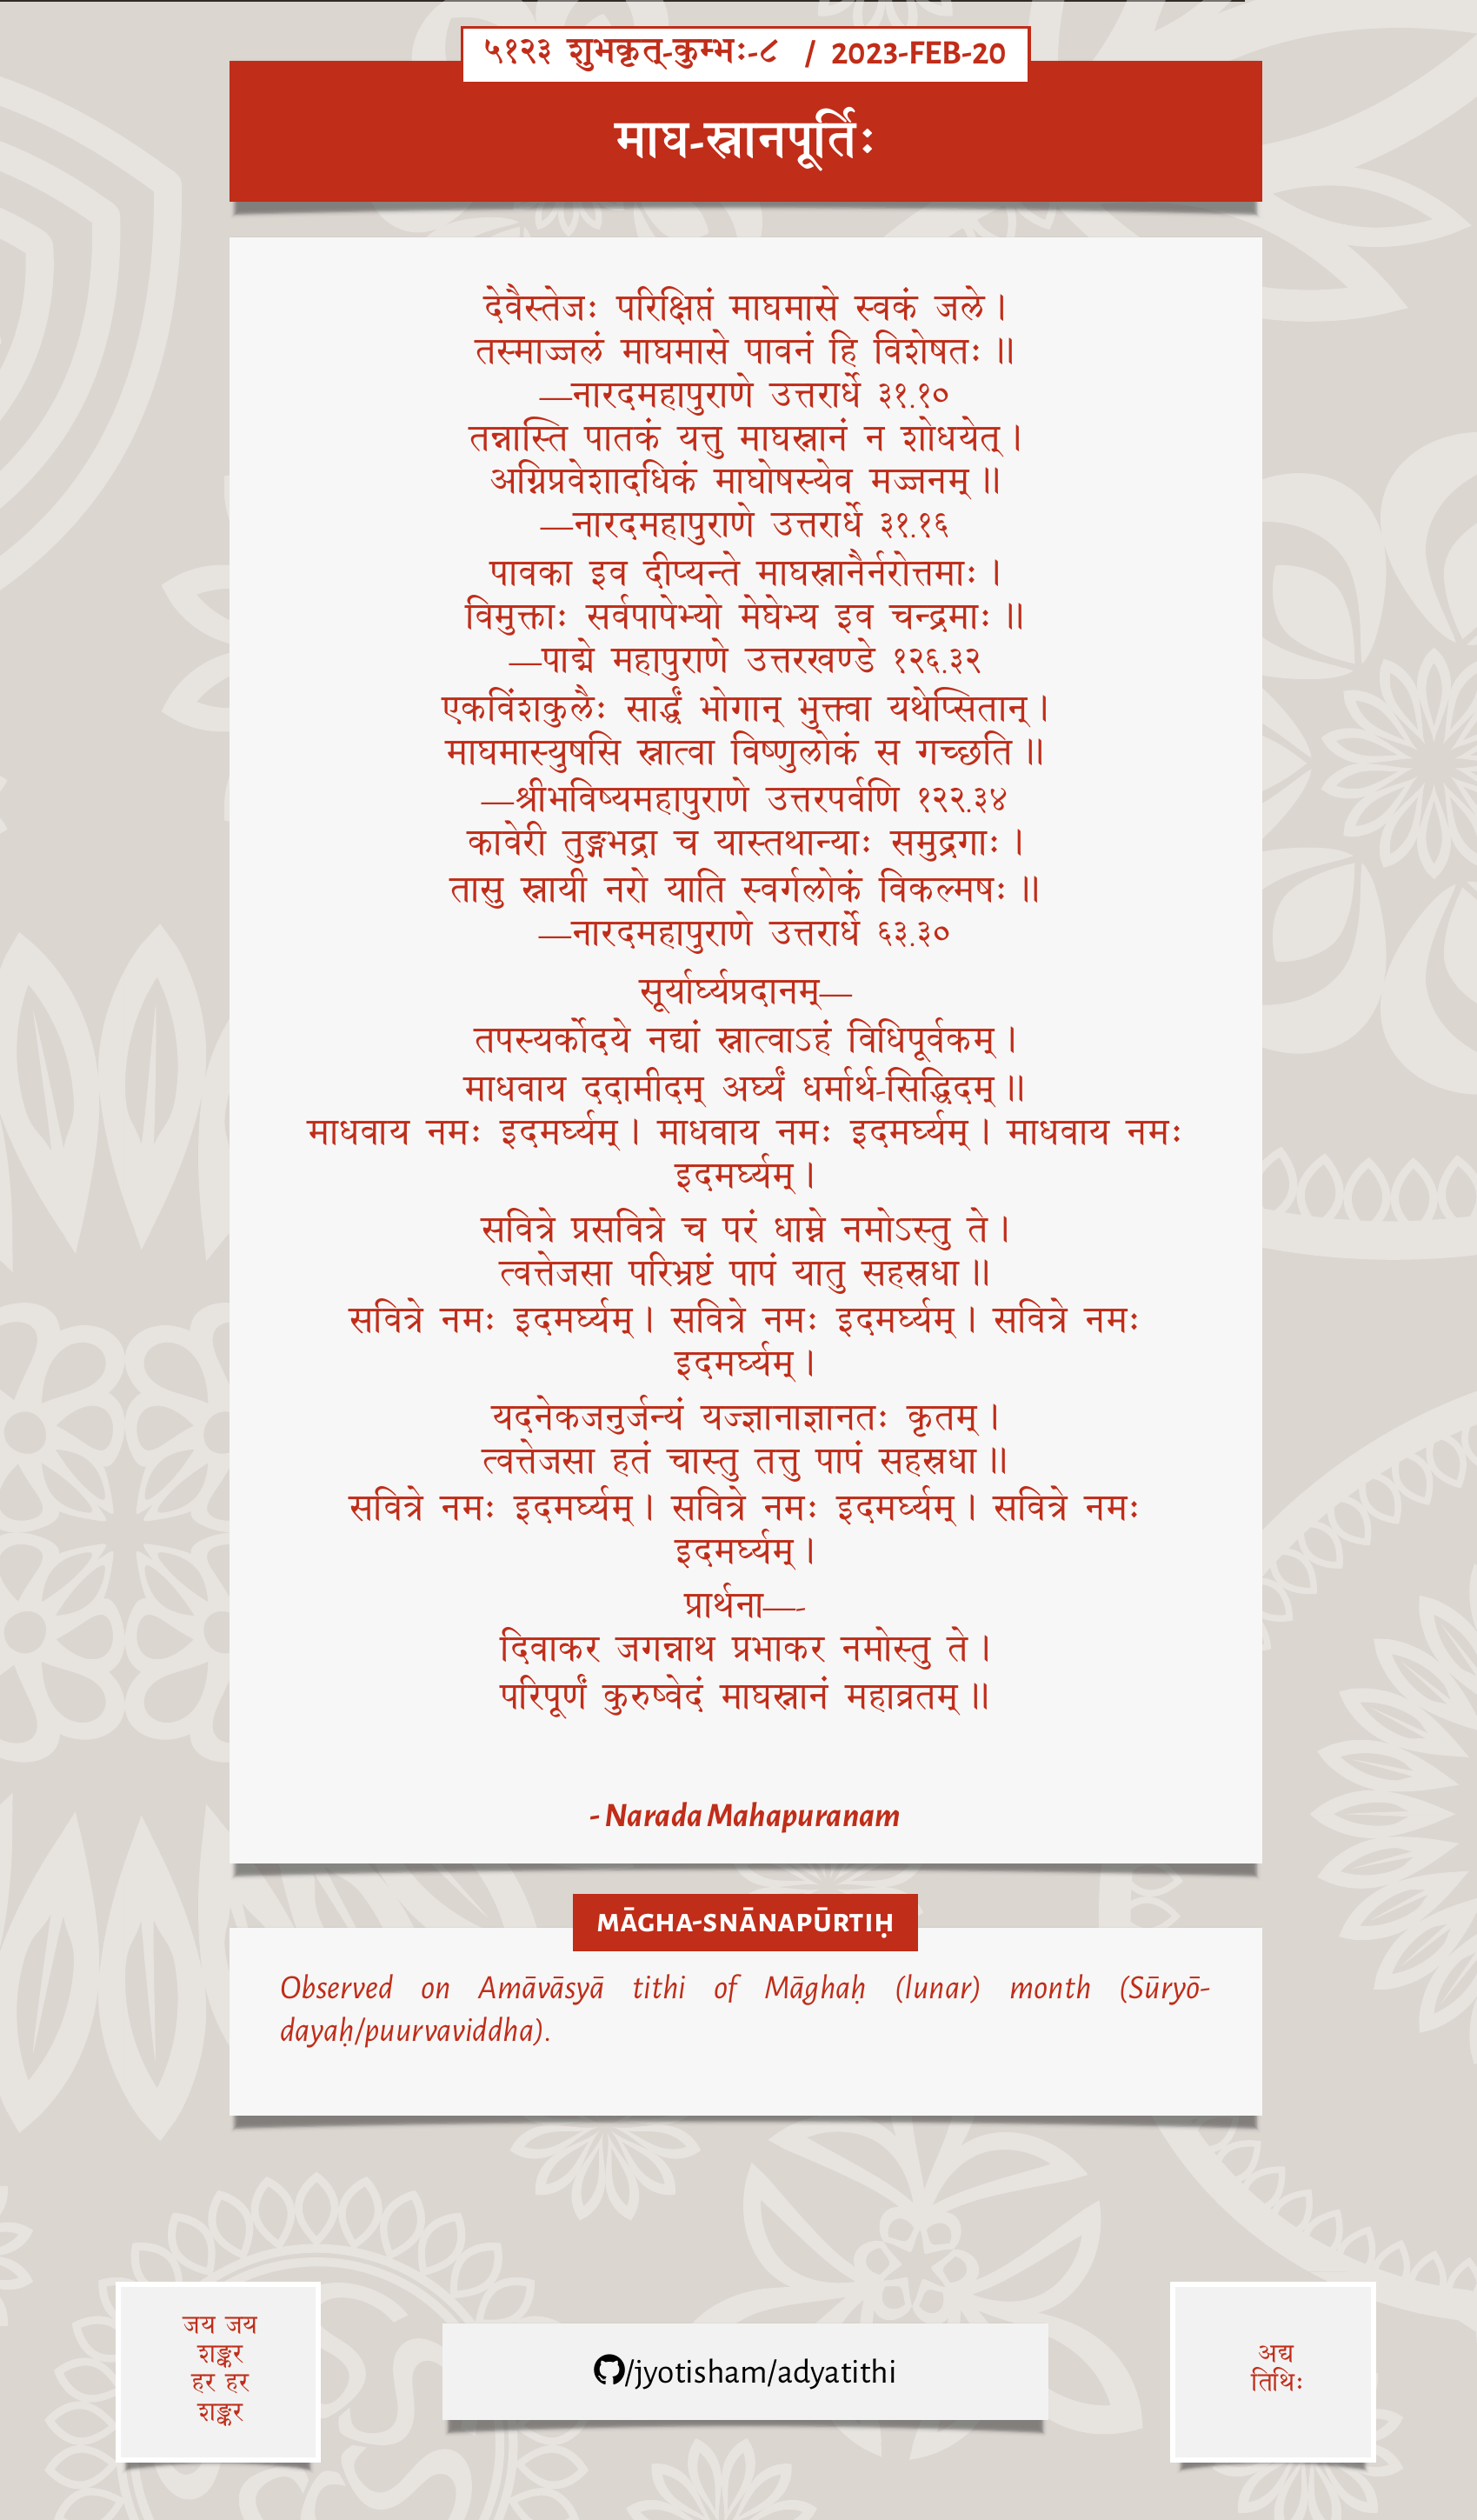 ५१२३ शुभकृत्-कुम्भः-८ / 2023-FEB-20
माघ-स्नानपूर्तिः
देवैस्तेजः परिक्षिप्तं माघमासे स्वकं जले ।
तस्माज्जलं माघमासे पावनं हि विशेषतः ॥
—नारदमहापुराणे उत्तरार्धे ३१.१०
तन्नास्ति पातकं यत्तु माघस्नानं न शोधयेत् ।
अग्निप्रवेशादधिकं माघोषस्येव मज्जनम् ॥
—नारदमहापुराणे उत्तरार्धे ३१.१६
पावका इव दीप्यन्ते माघस्नानैर्नरोत्तमाः ।
विमुक्ताः सर्वपापेभ्यो मेघेभ्य इव चन्द्रमाः ॥
—पाद्मे महापुराणे उत्तरखण्डे १२६.३२
एकविंशकुलैः सार्द्धं भोगान् भुक्त्वा यथेप्सितान् ।
माघमास्युषसि स्नात्वा विष्णुलोकं स गच्छति ॥
—श्रीभविष्यमहापुराणे उत्तरपर्वणि १२२.३४
कावेरी तुङ्गभद्रा च यास्तथान्याः समुद्रगाः ।
तासु स्नायी नरो याति स्वर्गलोकं विकल्मषः ॥
—नारदमहापुराणे उत्तरार्धे ६३.३०
सूर्यार्घ्यप्रदानम्—
तपस्यर्कोदये नद्यां स्नात्वाऽहं विधिपूर्वकम् ।
माधवाय ददामीदम् अर्घ्यं धर्मार्थ-सिद्धिदम् ॥
माधवाय नमः इदमर्घ्यम् । माधवाय नमः इदमर्घ्यम् । माधवाय नमः
इदमर्घ्यम् ।
सवित्रे प्रसवित्रे च परं धाम्ने नमोऽस्तु ते ।
त्वत्तेजसा परिभ्रष्टं पापं यातु सहस्रधा ॥
सवित्रे नमः इदमर्घ्यम् । सवित्रे नमः इदमर्घ्यम् । सवित्रे नमः
इदमर्घ्यम् ।
यदनेकजनुर्जन्यं यज्ज्ञानाज्ञानतः कृतम् ।
त्वत्तेजसा हतं चास्तु तत्तु पापं सहस्रधा ॥
सवित्रे नमः इदमर्घ्यम् । सवित्रे नमः इदमर्घ्यम् । सवित्रे नमः
इदमर्घ्यम् ।
प्रार्थना—-
दिवाकर जगन्नाथ प्रभाकर नमोस्तु ते ।
परिपूर्णं कुरुष्वेदं माघस्नानं महाव्रतम् ॥
- Narada Mahapuranam
MĀGHA-SNĀNAPŪRTIḤ
Observed on Amāvāsyā tithi of Māghaḥ (lunar) month (Sūryō-
dayaḥ/puurvaviddha).
जय जय
शङ्कर
हर हर
शङ्कर
/jyotisham/adyatithi
अद्य
तिथिः